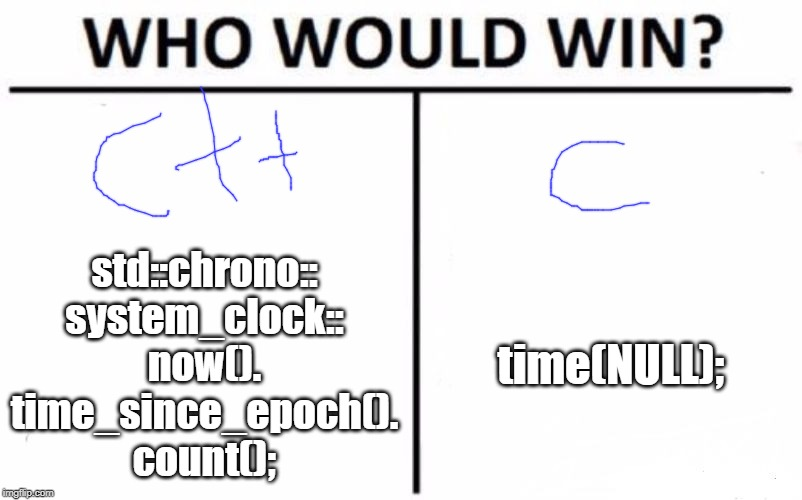 WHO WOULD WIN?
C++
C
std::chrono::
system_clock::
now().
time_since_epoch().
count();
time(NULL);
imgflip.com